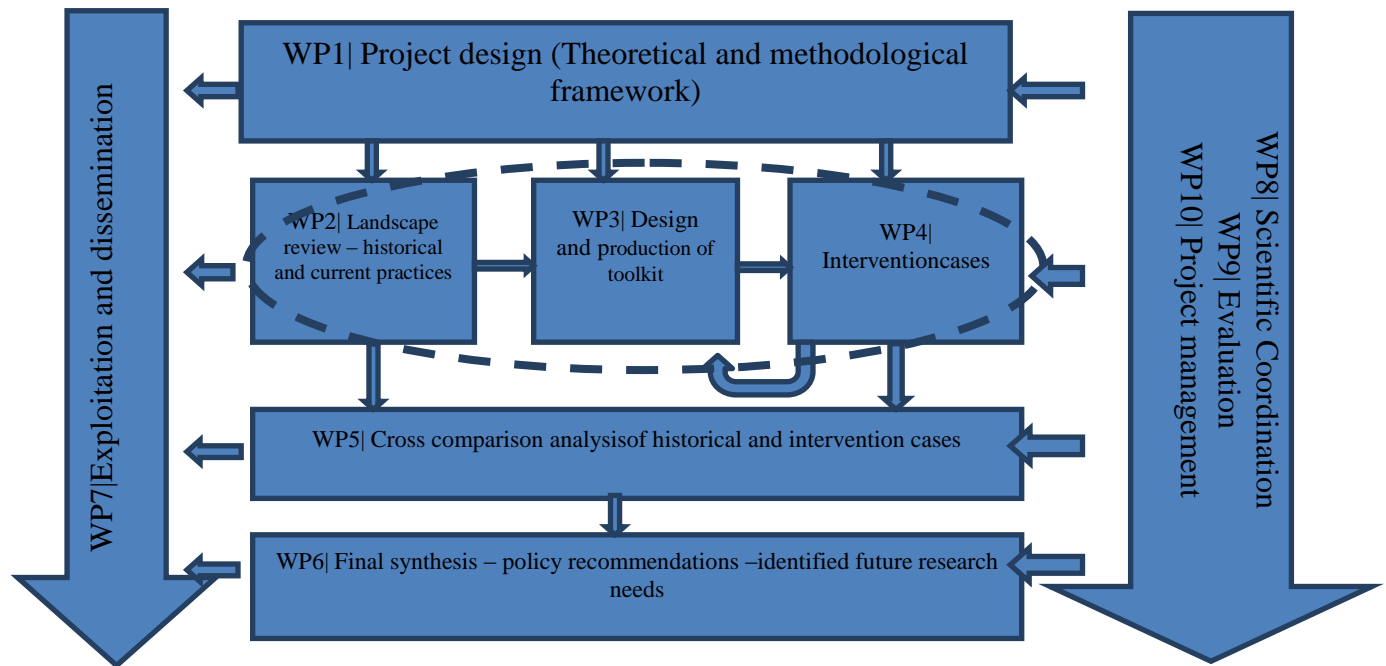 WP1| Project design (Theoretical and methodological
framework)
WP7|Exploitation and dissemination
WP2| Landscape
review – historical
and current practices
WP3| Design
and production of
toolkit
WP4|
Interventioncases
WP8| Scientific Coordination
WP9| Evaluation
WP10| Project management
WP5| Cross comparison analysisof historical and intervention cases
WP6| Final synthesis – policy recommendations –identified future research
needs